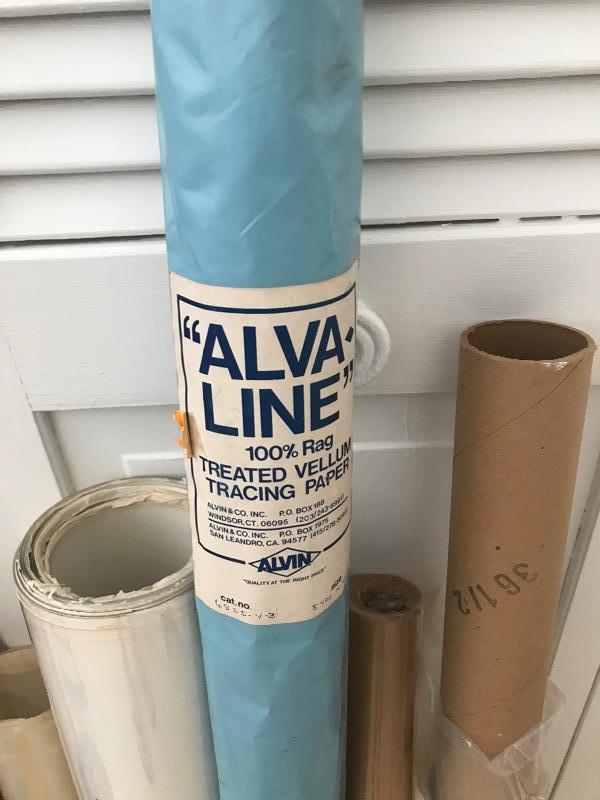 "ALVA-
LINE"
100% Rag
TREATED VELLUM
TRACING PAPER
ALVIN & CO. INC. P.O. BOX 188
WINDSOR, CT. 06095
ALVIN & CO. INC. P.O. BOX 1975
SAN LEANDRO, CA. 94577
ALVIN
"QUALITY AT THE RIGHT PRICE"
cat. no. size
36 1/2